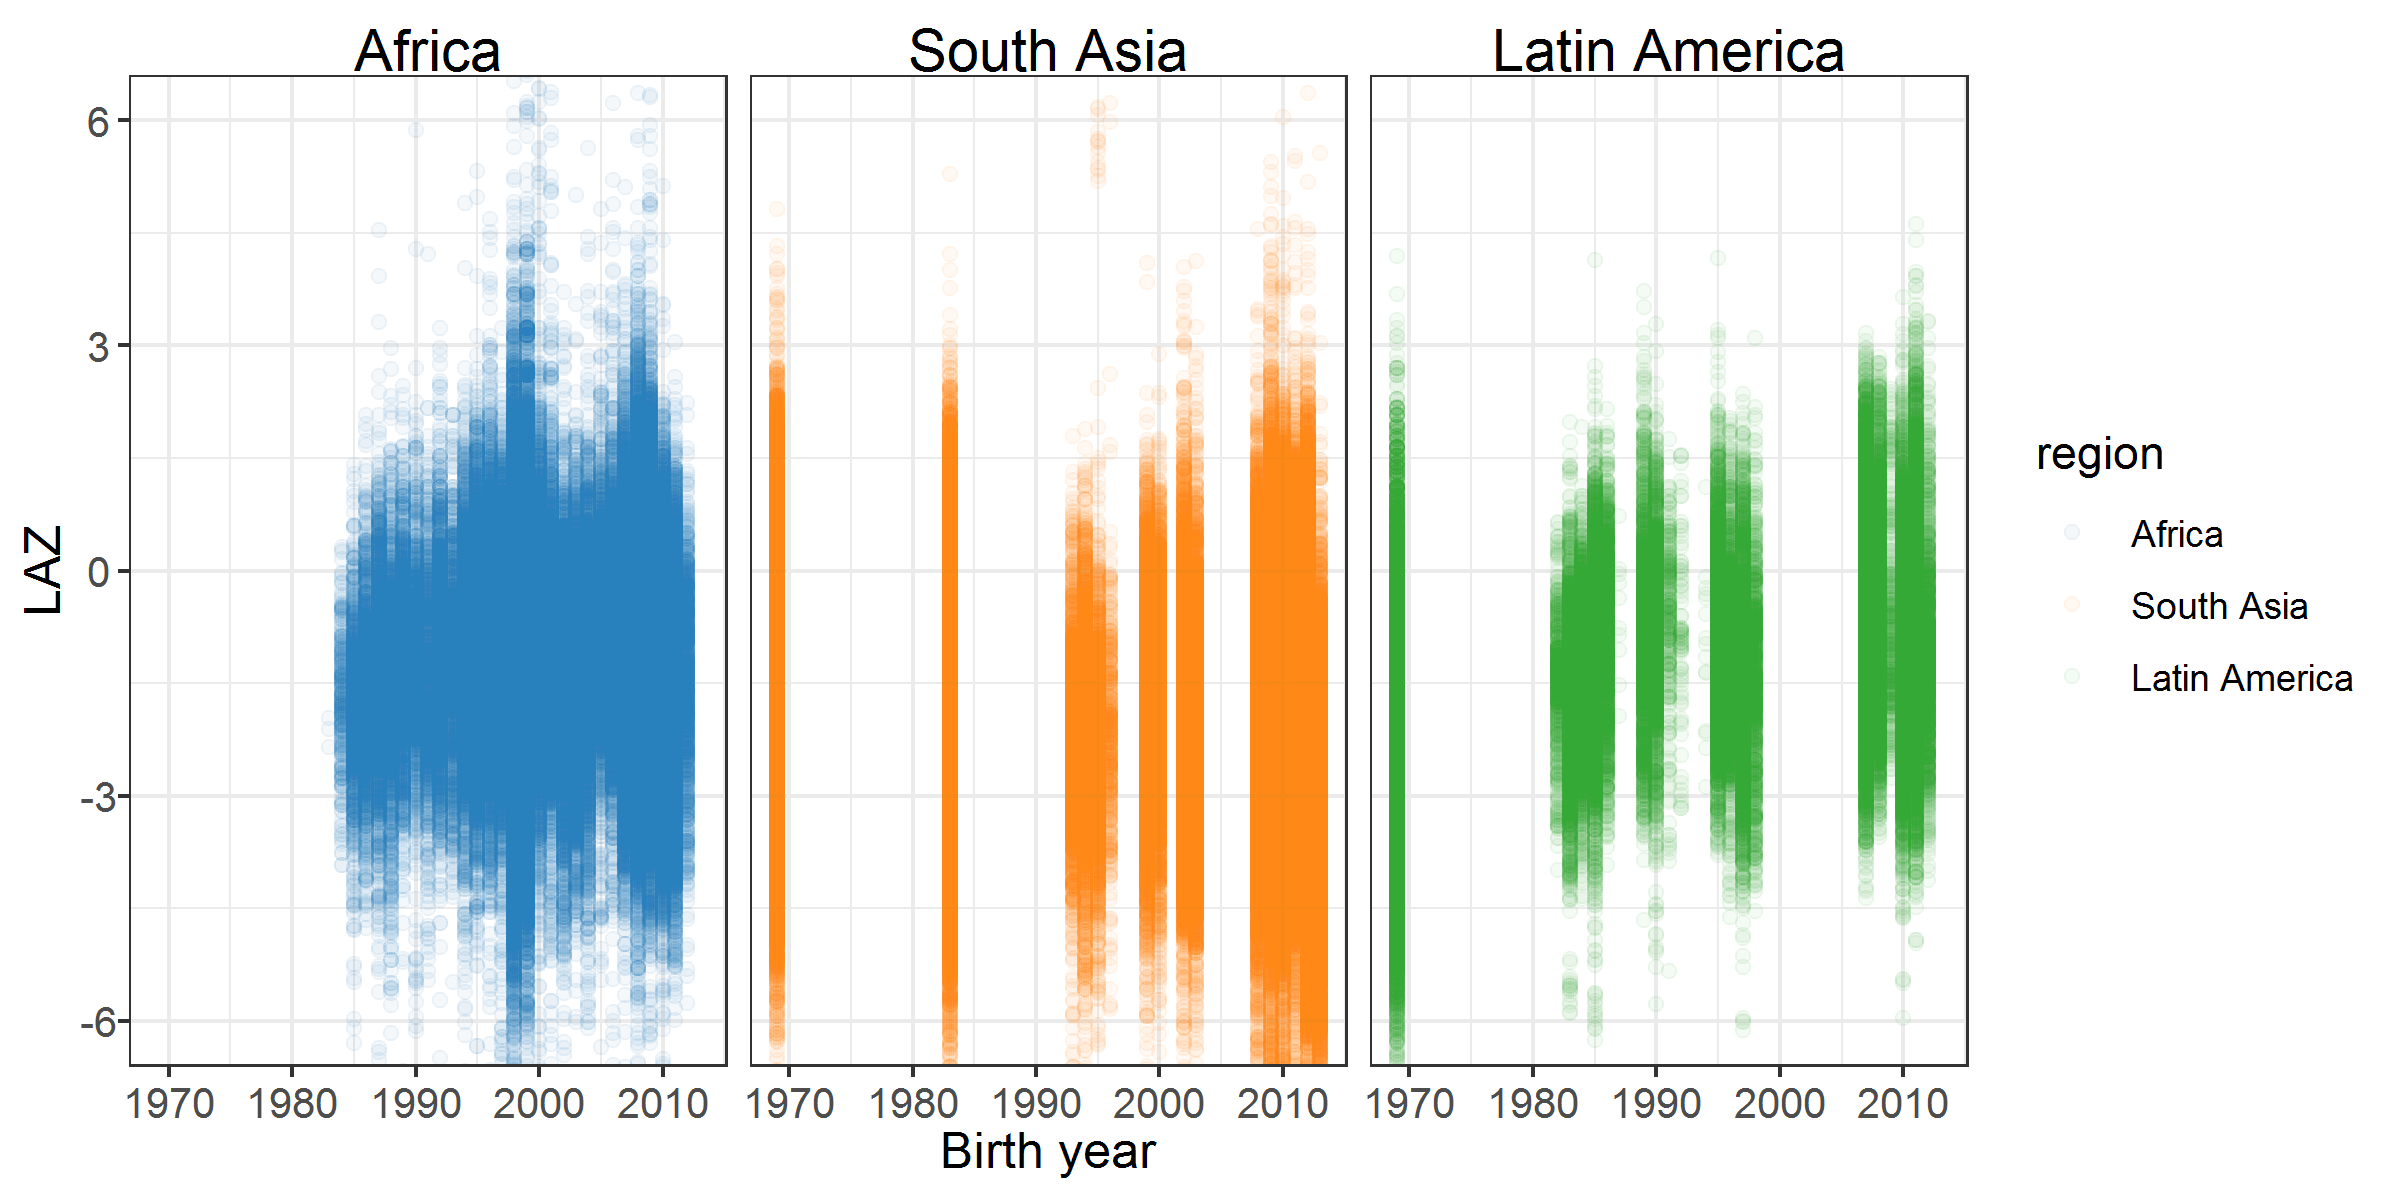 Africa
South Asia
Latin America
6
3
0
-3
-6
LAZ
1970 1980 1990 2000 2010
1970 1980 1990 2000 2010
1970 1980 1990 2000 2010
Birth year
region
Africa
South Asia
Latin America